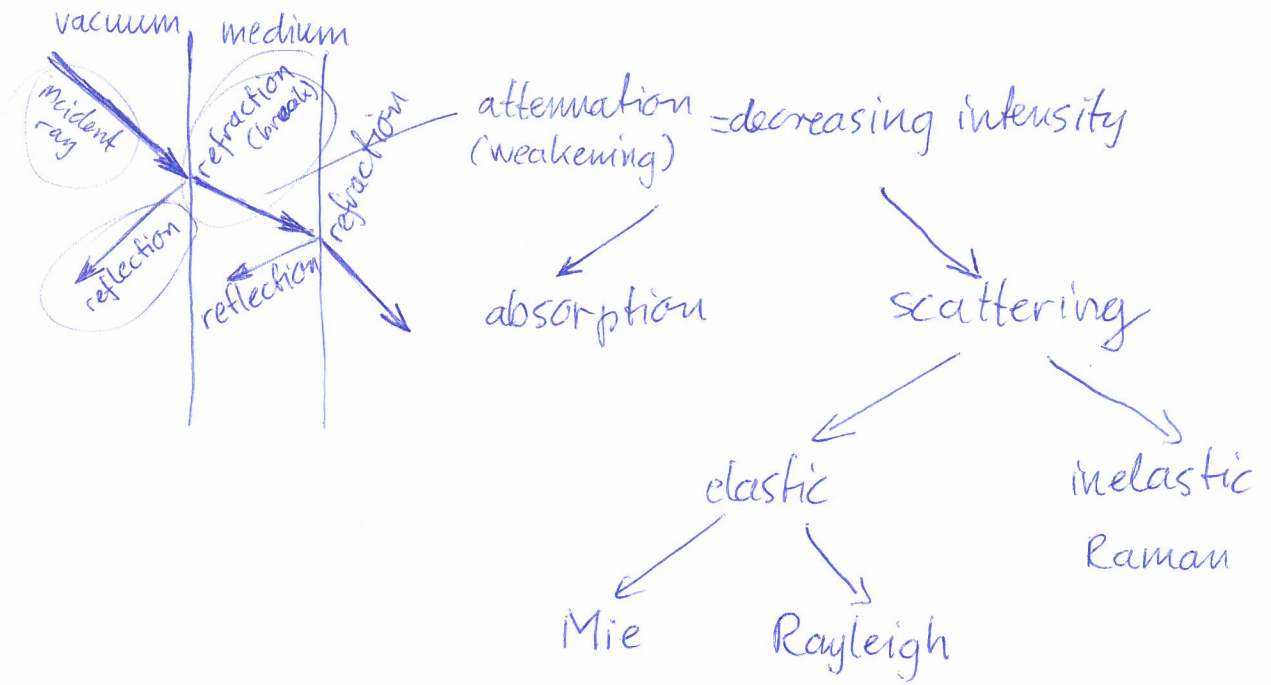 vacuum medium
incident
ray
refraction
(break)
refraction
reflection
reflection
attenuation
(weakening)
=decreasing intensity
absorption
scattering
elastic
inelastic
Raman
Mie
Rayleigh